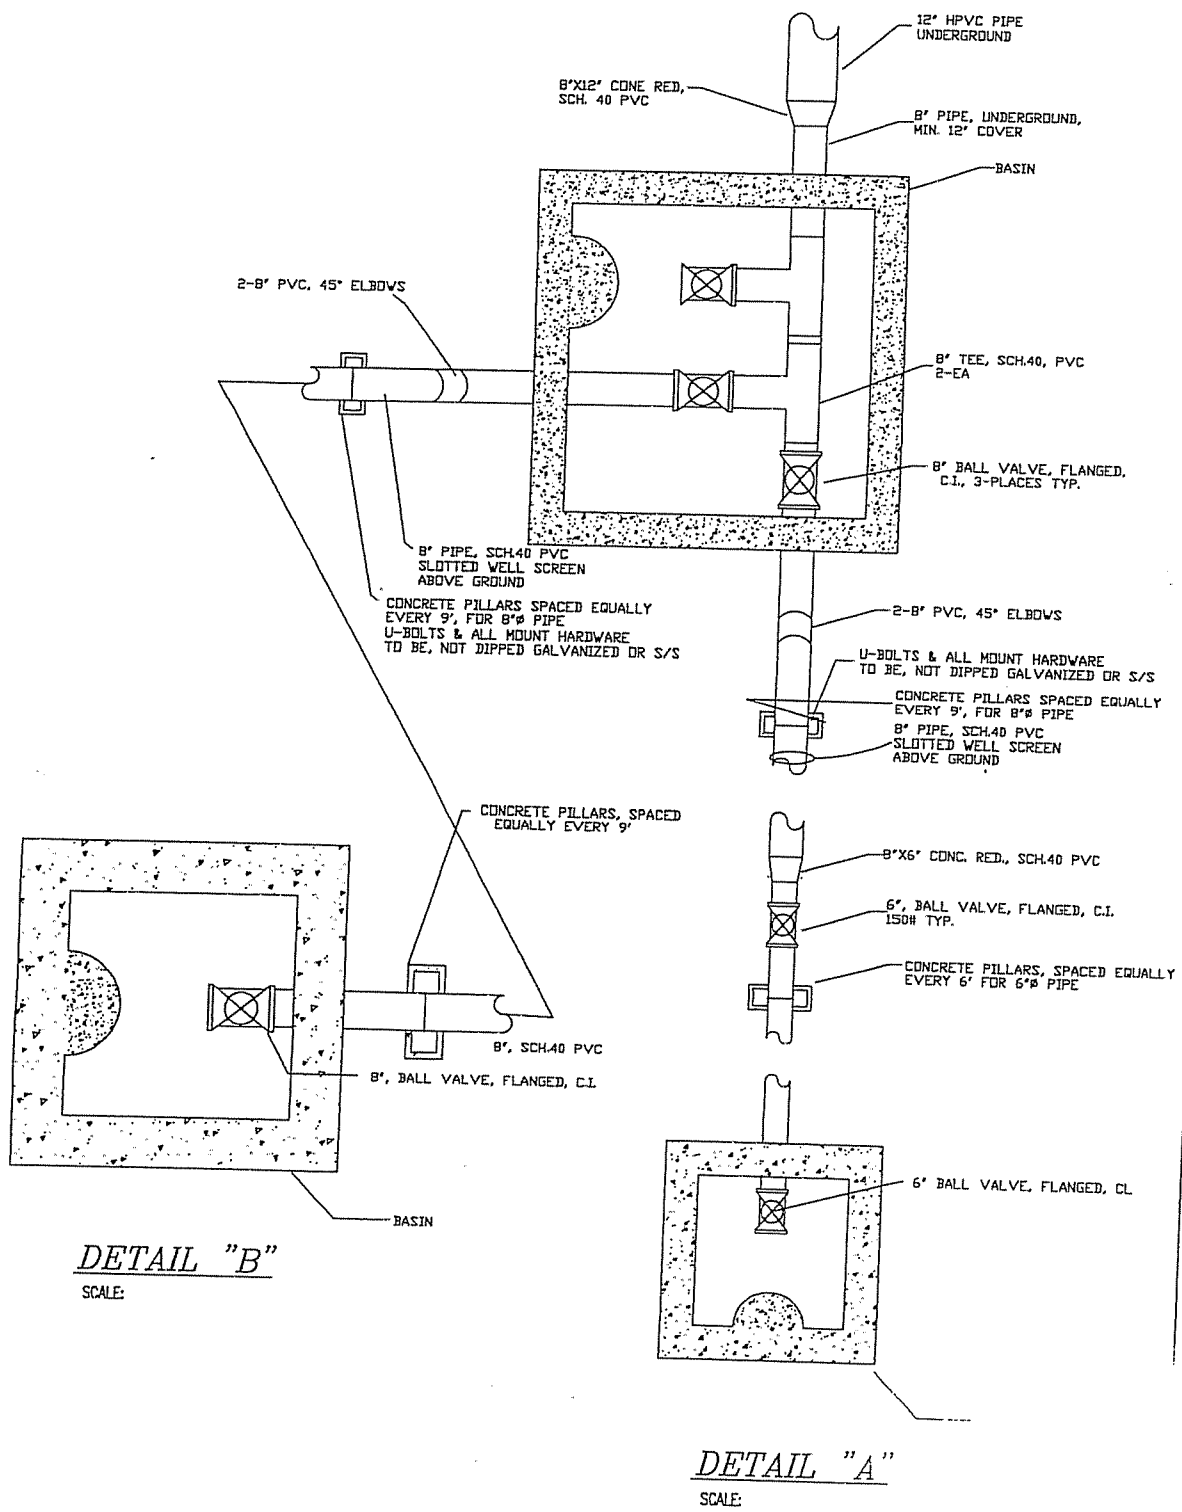 12" HPVC PIPE
UNDERGROUND
8"X12" CONE RED,
SCH. 40 PVC
8" PIPE, UNDERGROUND,
MIN. 12" COVER
BASIN
2-8" PVC, 45° ELBOWS
8" TEE, SCH.40, PVC
2-EA
8" BALL VALVE, FLANGED,
C.I., 3-PLACES TYP.
8" PIPE, SCH.40 PVC
SLOTTED WELL SCREEN
ABOVE GROUND
CONCRETE PILLARS SPACED EQUALLY
EVERY 9', FOR 8"ø PIPE
U-BOLTS & ALL MOUNT HARDWARE
TO BE, NOT DIPPED GALVANIZED OR S/S
2-8" PVC, 45° ELBOWS
U-BOLTS & ALL MOUNT HARDWARE
TO BE, NOT DIPPED GALVANIZED OR S/S
CONCRETE PILLARS SPACED EQUALLY
EVERY 9', FOR 8"ø PIPE
8" PIPE, SCH.40 PVC
SLOTTED WELL SCREEN
ABOVE GROUND
CONCRETE PILLARS, SPACED
EQUALLY EVERY 9'
8"X6" CONC. RED., SCH.40 PVC
6", BALL VALVE, FLANGED, C.I.
150# TYP.
CONCRETE PILLARS, SPACED EQUALLY
EVERY 6' FOR 6"ø PIPE
8", SCH.40 PVC
8", BALL VALVE, FLANGED, C.I.
6" BALL VALVE, FLANGED, CL
BASIN
DETAIL "B"
SCALE:
DETAIL "A"
SCALE: